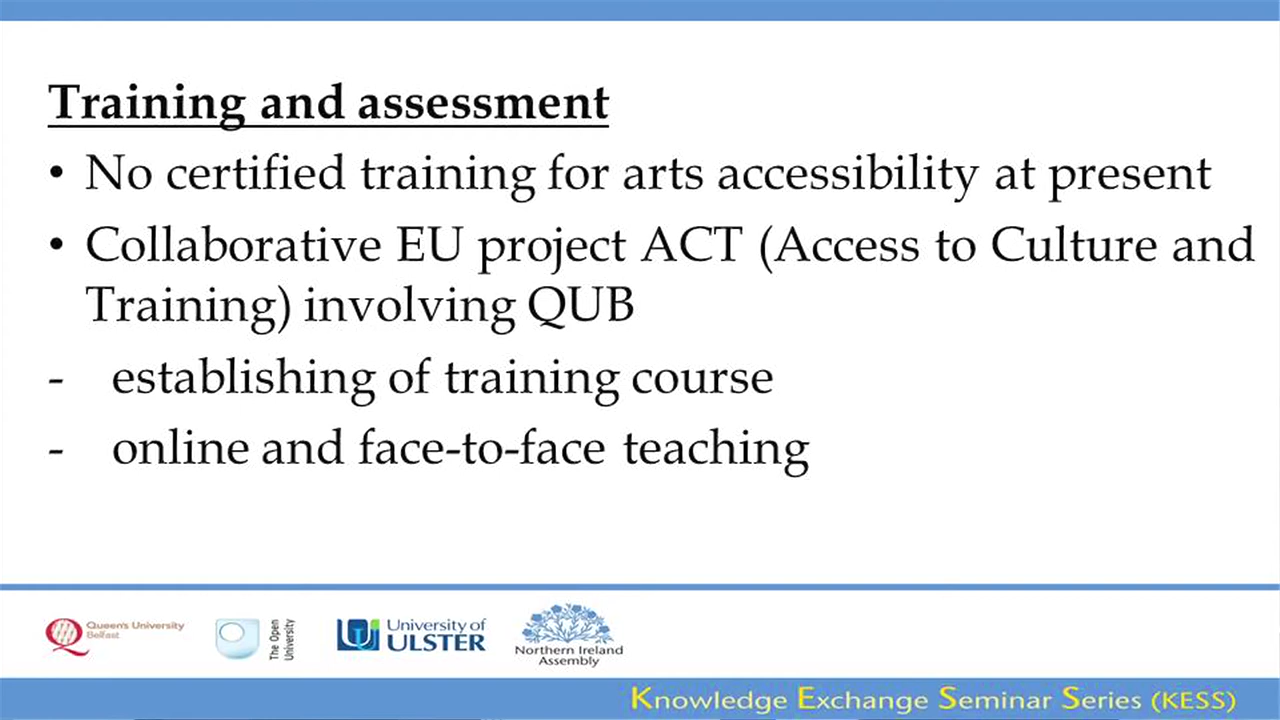 Training and assessment
• No certified training for arts accessibility at present
• Collaborative EU project ACT (Access to Culture and
Training) involving QUB
- establishing of training course
- online and face-to-face teaching
Queen's University
Belfast
The Open
University
University of
ULSTER
Northern Ireland
Assembly
Knowledge Exchange Seminar Series (KESS)